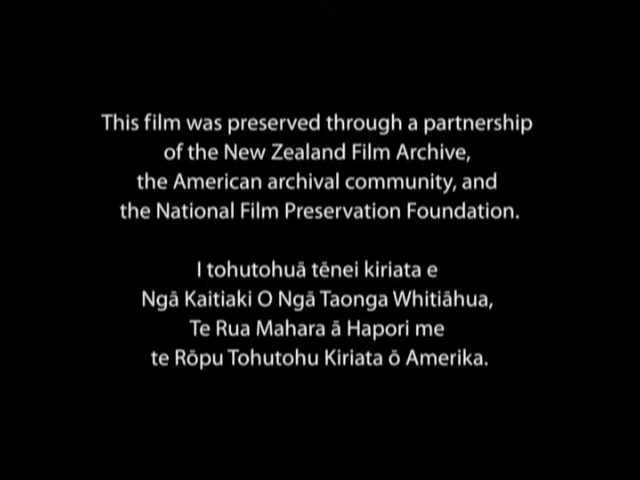 This film was preserved through a partnership
of the New Zealand Film Archive,
the American archival community, and
the National Film Preservation Foundation.
I tohutohuā tēnei kiriata e
Ngā Kaitiaki O Ngā Taonga Whitiāhua,
Te Rua Mahara ā Hapori me
te Rōpu Tohutohu Kiriata ō Amerika.